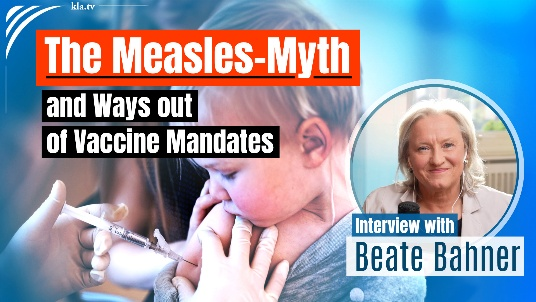 kla.tv
The Measles-Myth
and Ways out
of Vaccine Mandates
Interview with
Beate Bahner